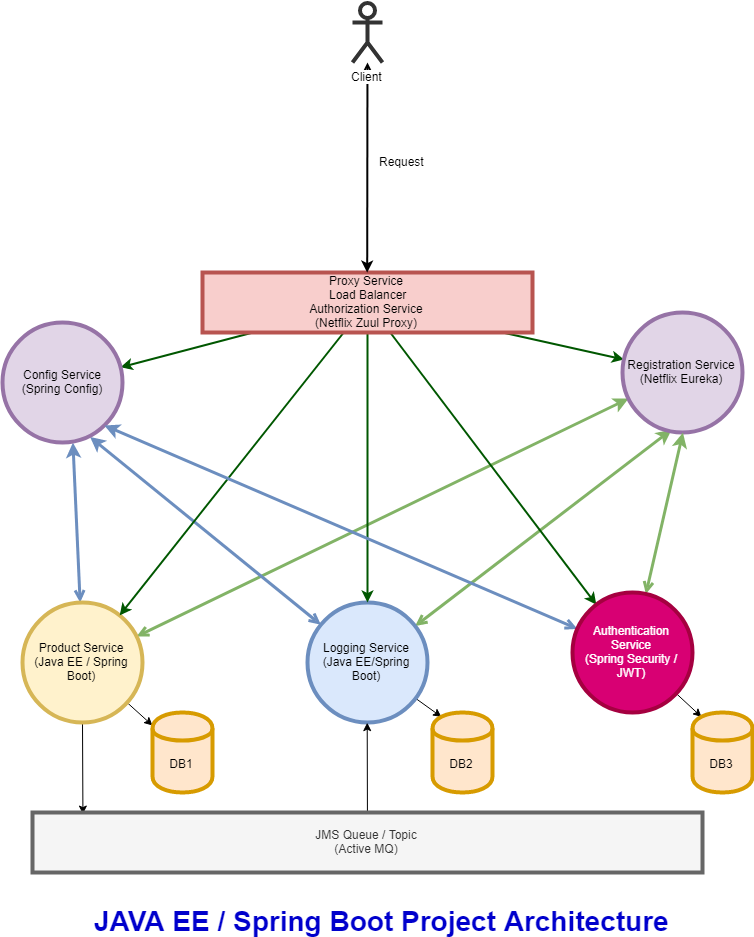 Client
Request
Proxy Service
Load Balancer
Authorization Service
(Netflix Zuul Proxy)
Config Service
(Spring Config)
Registration Service
(Netflix Eureka)
Product Service
(Java EE / Spring
Boot)
Logging Service
(Java EE/Spring
Boot)
Authentication
Service
(Spring Security /
JWT)
DB1
DB2
DB3
JMS Queue / Topic
(Active MQ)
JAVA EE / Spring Boot Project Architecture